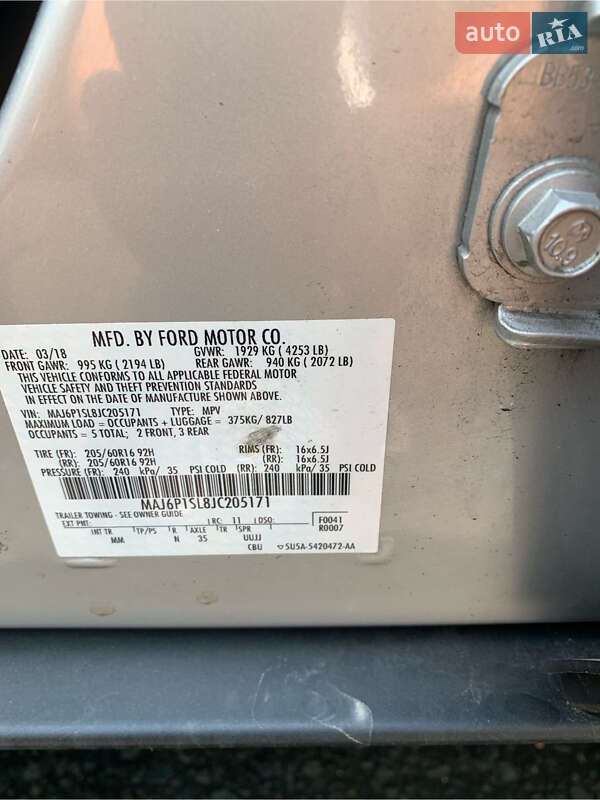 auto RIA.com
10.9
MFD. BY FORD MOTOR CO.
DATE: 03/18 GVWR: 1929 KG ( 4253 LB)
FRONT GAWR: 995 KG ( 2194 LB) REAR GAWR: 940 KG ( 2072 LB)
THIS VEHICLE CONFORMS TO ALL APPLICABLE FEDERAL MOTOR
VEHICLE SAFETY AND THEFT PREVENTION STANDARDS
IN EFFECT ON THE DATE OF MANUFACTURE SHOWN ABOVE.
VIN: MAJ6P1SL8JC205171 TYPE: MPV
MAXIMUM LOAD = OCCUPANTS + LUGGAGE = 375KG/ 827LB
OCCUPANTS = 5 TOTAL; 2 FRONT, 3 REAR
TIRE (FR): 205/60R16 92H RIMS (FR): 16x6.5J
(RR): 205/60R16 92H (RR): 16x6.5J
PRESSURE (FR): 240 kPa/ 35 PSI COLD (RR): 240 kPa/ 35 PSI COLD
MAJ6P1SL8JC205171
TRAILER TOWING - SEE OWNER GUIDE
EXT PNT: RC: 11 DSO: F0041
R0007
INT TR TP/PS R AXLE TR SPR
MM N 35 UUJJ
CBU 5U5A-5420472-AA